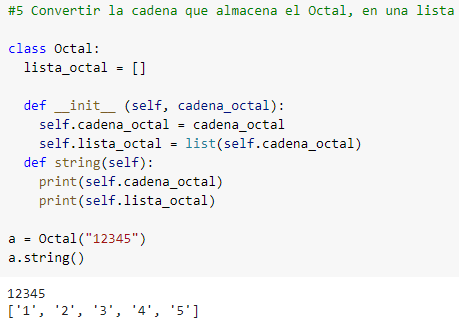 #5 Convertir la cadena que almacena el Octal, en una lista
class Octal:
  lista_octal = []
  def __init__ (self, cadena_octal):
    self.cadena_octal = cadena_octal
    self.lista_octal = list(self.cadena_octal)
  def string(self):
    print(self.cadena_octal)
    print(self.lista_octal)
a = Octal("12345")
a.string()
12345
['1', '2', '3', '4', '5']